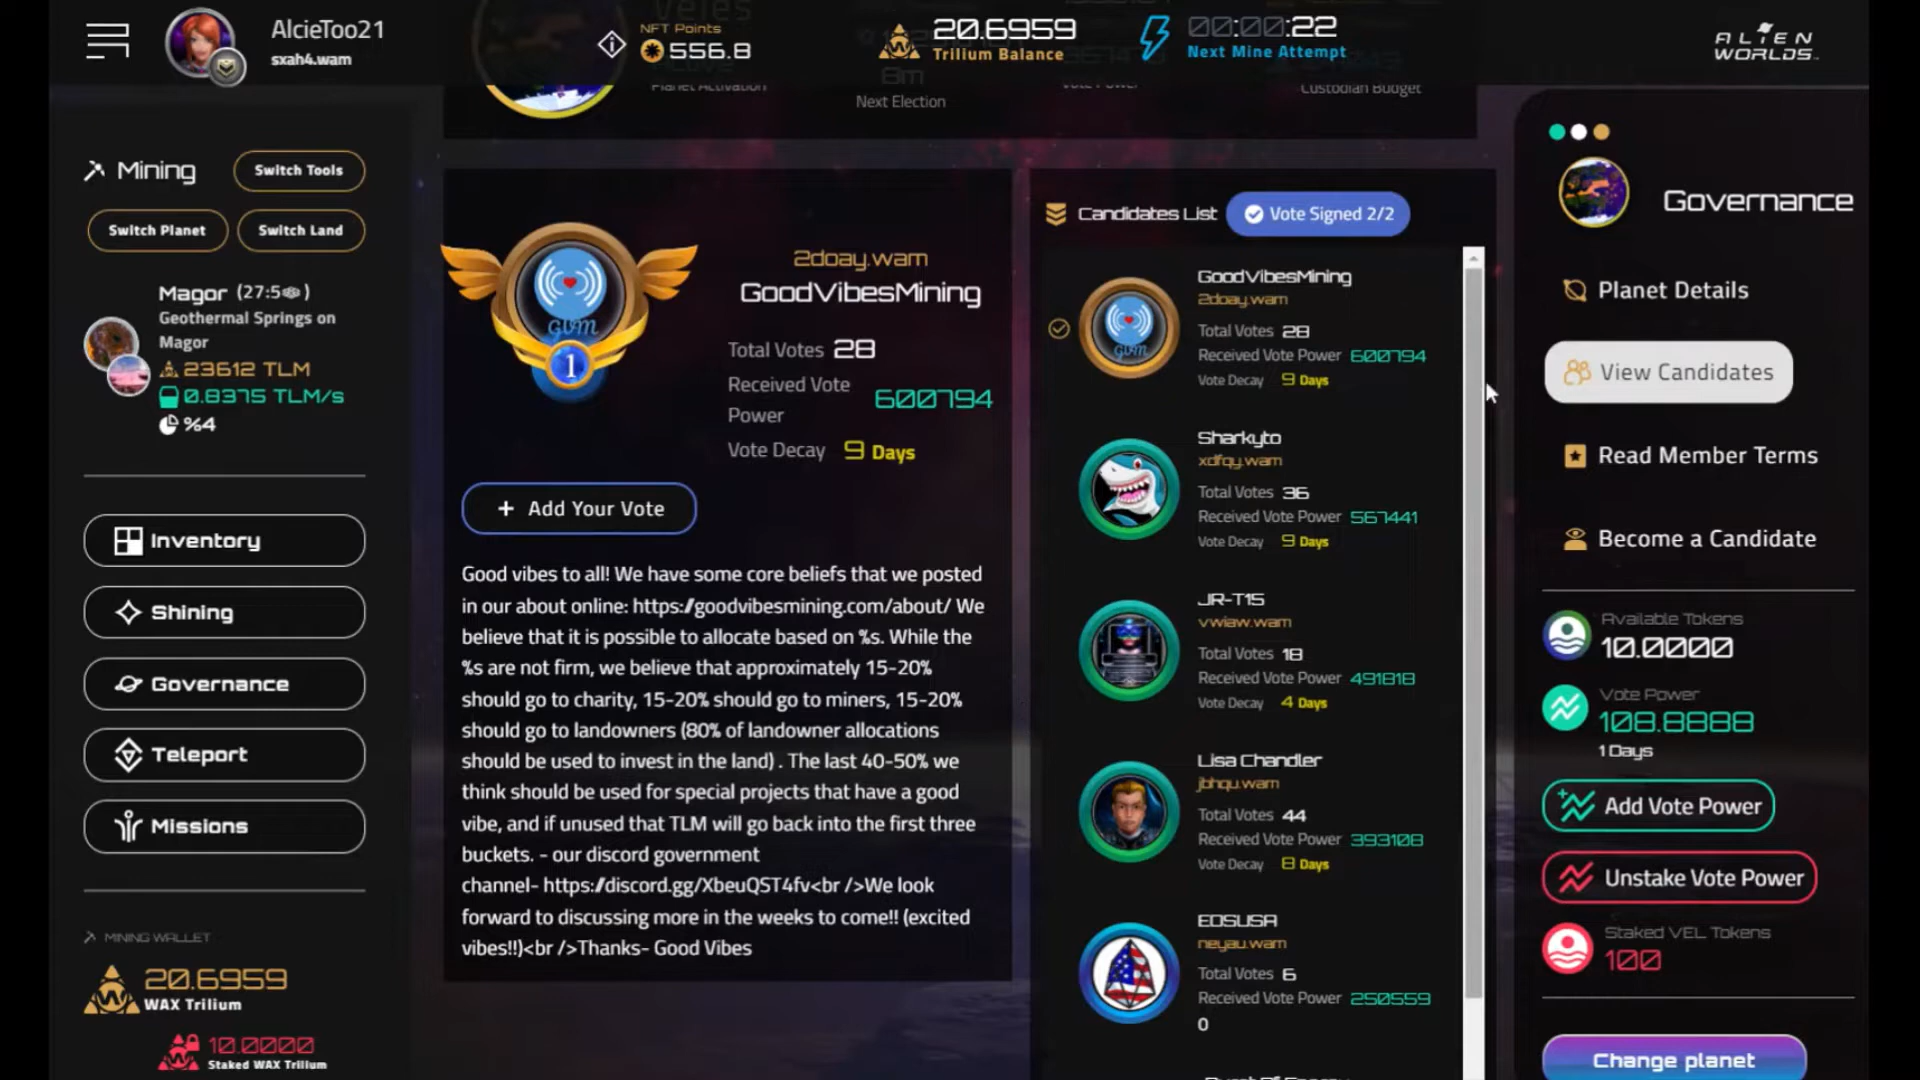 AlcieToo21
sxah4.wam
Veles
NFT Points
556.8
20.6959
Trilium Balance
00:00:22
Next Mine Attempt
ALIEN
WORLDS
Planet Activation
8m
Next Election
Vote Power
Custodian Budget
Mining
Switch Tools
Switch Planet
Switch Land
Magor (27:5)
Geothermal Springs on
Magor
23612 TLM
0.8375 TLM/s
%4
Inventory
Shining
Governance
Teleport
Missions
MINING WALLET
20.6959
WAX Trilium
10.0000
Staked WAX Trilium
GVM
1
2doay.wam
GoodVibesMining
Total Votes 28
Received Vote
Power
600794
Vote Decay 9 Days
+ Add Your Vote
Good vibes to all! We have some core beliefs that we posted
in our about online: https://goodvibesmining.com/about/ We
believe that it is possible to allocate based on %s. While the
%s are not firm, we believe that approximately 15-20%
should go to charity, 15-20% should go to miners, 15-20%
should go to landowners (80% of landowner allocations
should be used to invest in the land) . The last 40-50% we
think should be used for special projects that have a good
vibe, and if unused that TLM will go back into the first three
buckets. - our discord government
channel- https://discord.gg/XbeuQST4fv<br />We look
forward to discussing more in the weeks to come!! (excited
vibes!!)<br />Thanks- Good Vibes
Candidates List
Vote Signed 2/2
GVM
GoodVibesMining
2doay.wam
Total Votes 28
Received Vote Power 600794
Vote Decay 9 Days
Sharkyto
xdfqy.wam
Total Votes 36
Received Vote Power 567441
Vote Decay 9 Days
JR-T15
vwlaw.wam
Total Votes 18
Received Vote Power 491818
Vote Decay 4 Days
Lisa Chandler
jbhqu.wam
Total Votes 44
Received Vote Power 393108
Vote Decay 8 Days
EOSUSA
neyau.wam
Total Votes 6
Received Vote Power 250559
0
Governance
Planet Details
View Candidates
Read Member Terms
Become a Candidate
Available Tokens
10.0000
Vote Power
108.8888
1 Days
Add Vote Power
Unstake Vote Power
Staked VEL Tokens
100
Change planet